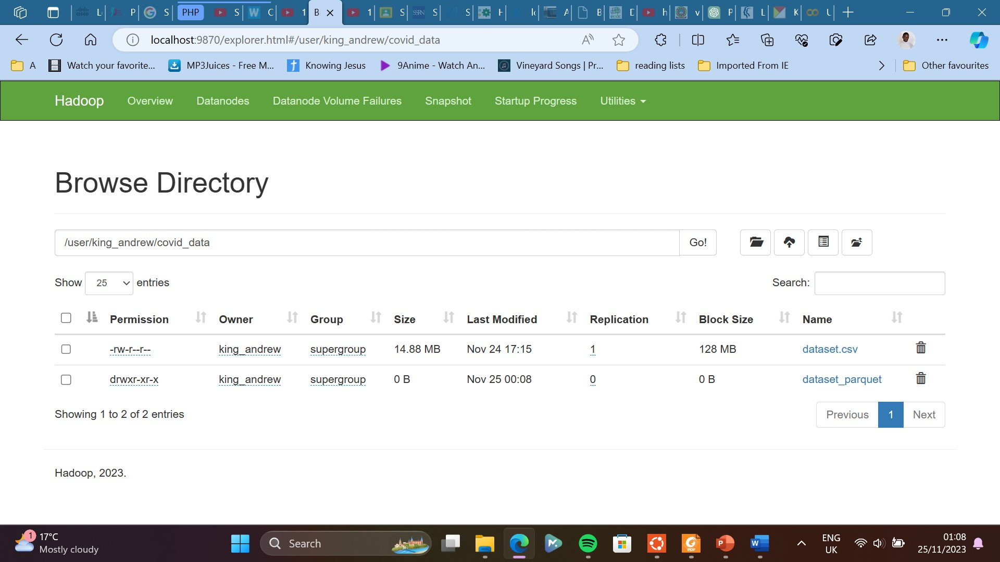 L P S PHP S C 1 B 1 S S S H A B D h v P L K
localhost:9870/explorer.html#/user/king_andrew/covid_data
A Watch your favorite... MP3Juices - Free M... Knowing Jesus 9Anime - Watch An... Vineyard Songs | Pr... reading lists Imported From IE Other favourites
Hadoop Overview Datanodes Datanode Volume Failures Snapshot Startup Progress Utilities
Browse Directory
/user/king_andrew/covid_data Go!
Show 25 entries Search:
Permission Owner Group Size Last Modified Replication Block Size Name
-rw-r--r-- king_andrew supergroup 14.88 MB Nov 24 17:15 1 128 MB dataset.csv
drwxr-xr-x king_andrew supergroup 0 B Nov 25 00:08 0 0 B dataset_parquet
Showing 1 to 2 of 2 entries Previous 1 Next
Hadoop, 2023.
1 17°C
Mostly cloudy
Search
ENG
UK
01:08
25/11/2023